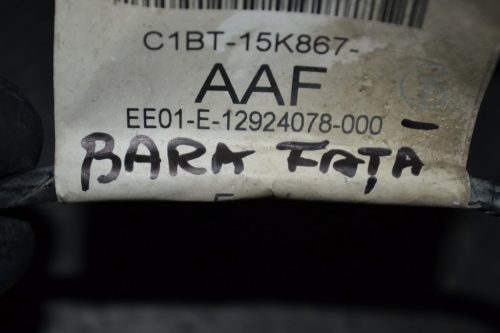 C1BT-15K867-
AAF
EE01-E-12924078-000
BARA FAȚA